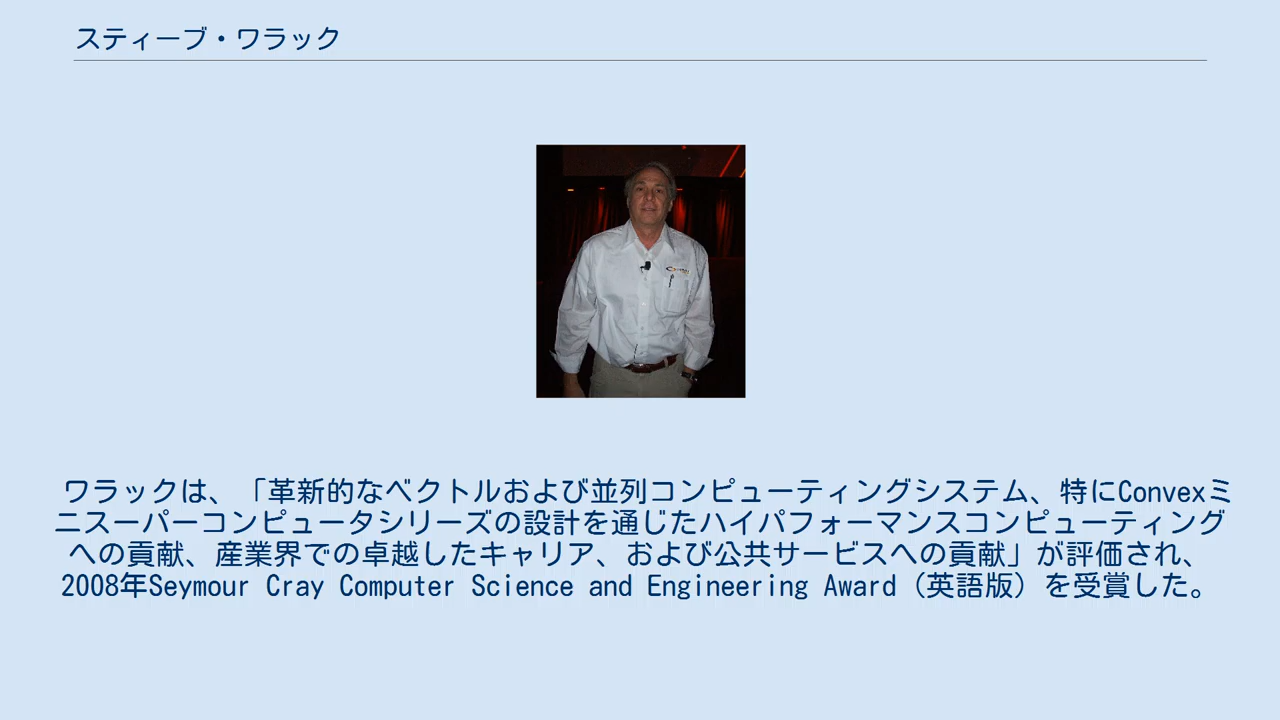 スティーブ・ワラック
ワラックは、「革新的なベクトルおよび並列コンピューティングシステム、特にConvexミ
ニスーパーコンピュータシリーズの設計を通じたハイパフォーマンスコンピューティング
への貢献、産業界での卓越したキャリア、および公共サービスへの貢献」が評価され、
2008年Seymour Cray Computer Science and Engineering Award（英語版）を受賞した。